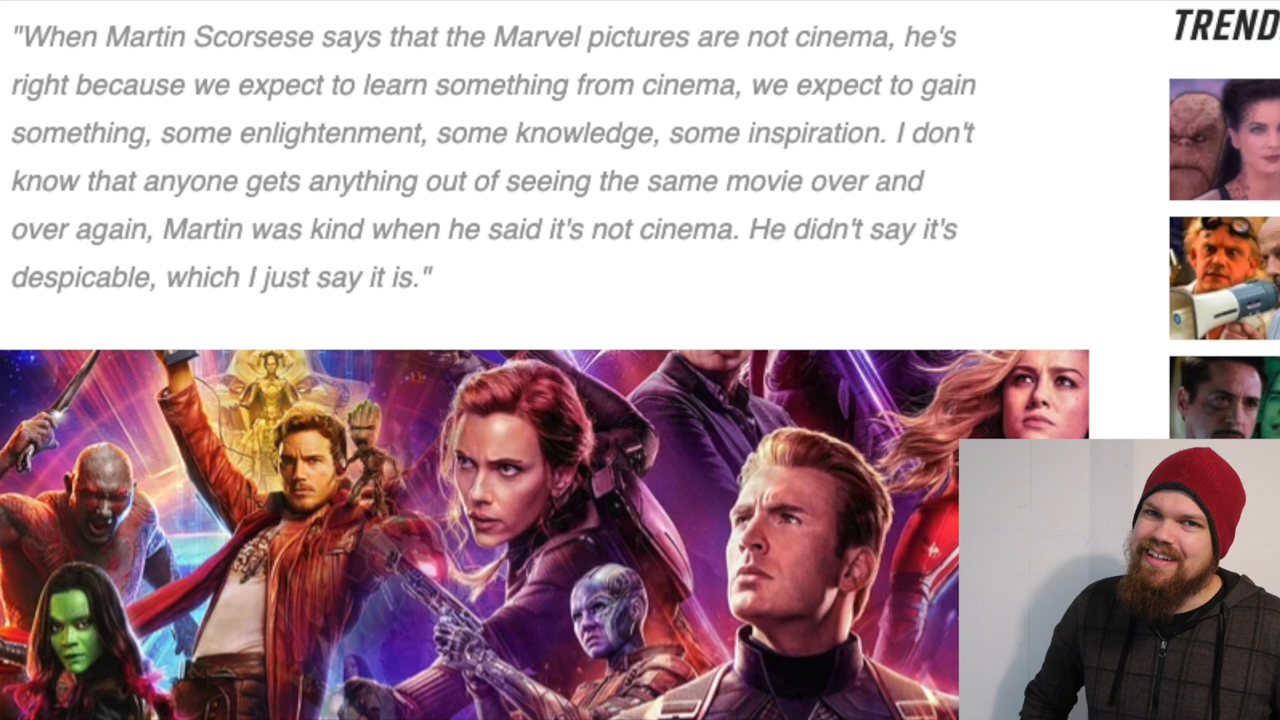 "When Martin Scorsese says that the Marvel pictures are not cinema, he's
right because we expect to learn something from cinema, we expect to gain
something, some enlightenment, some knowledge, some inspiration. I don't
know that anyone gets anything out of seeing the same movie over and
over again, Martin was kind when he said it's not cinema. He didn't say it's
despicable, which I just say it is."
TREND